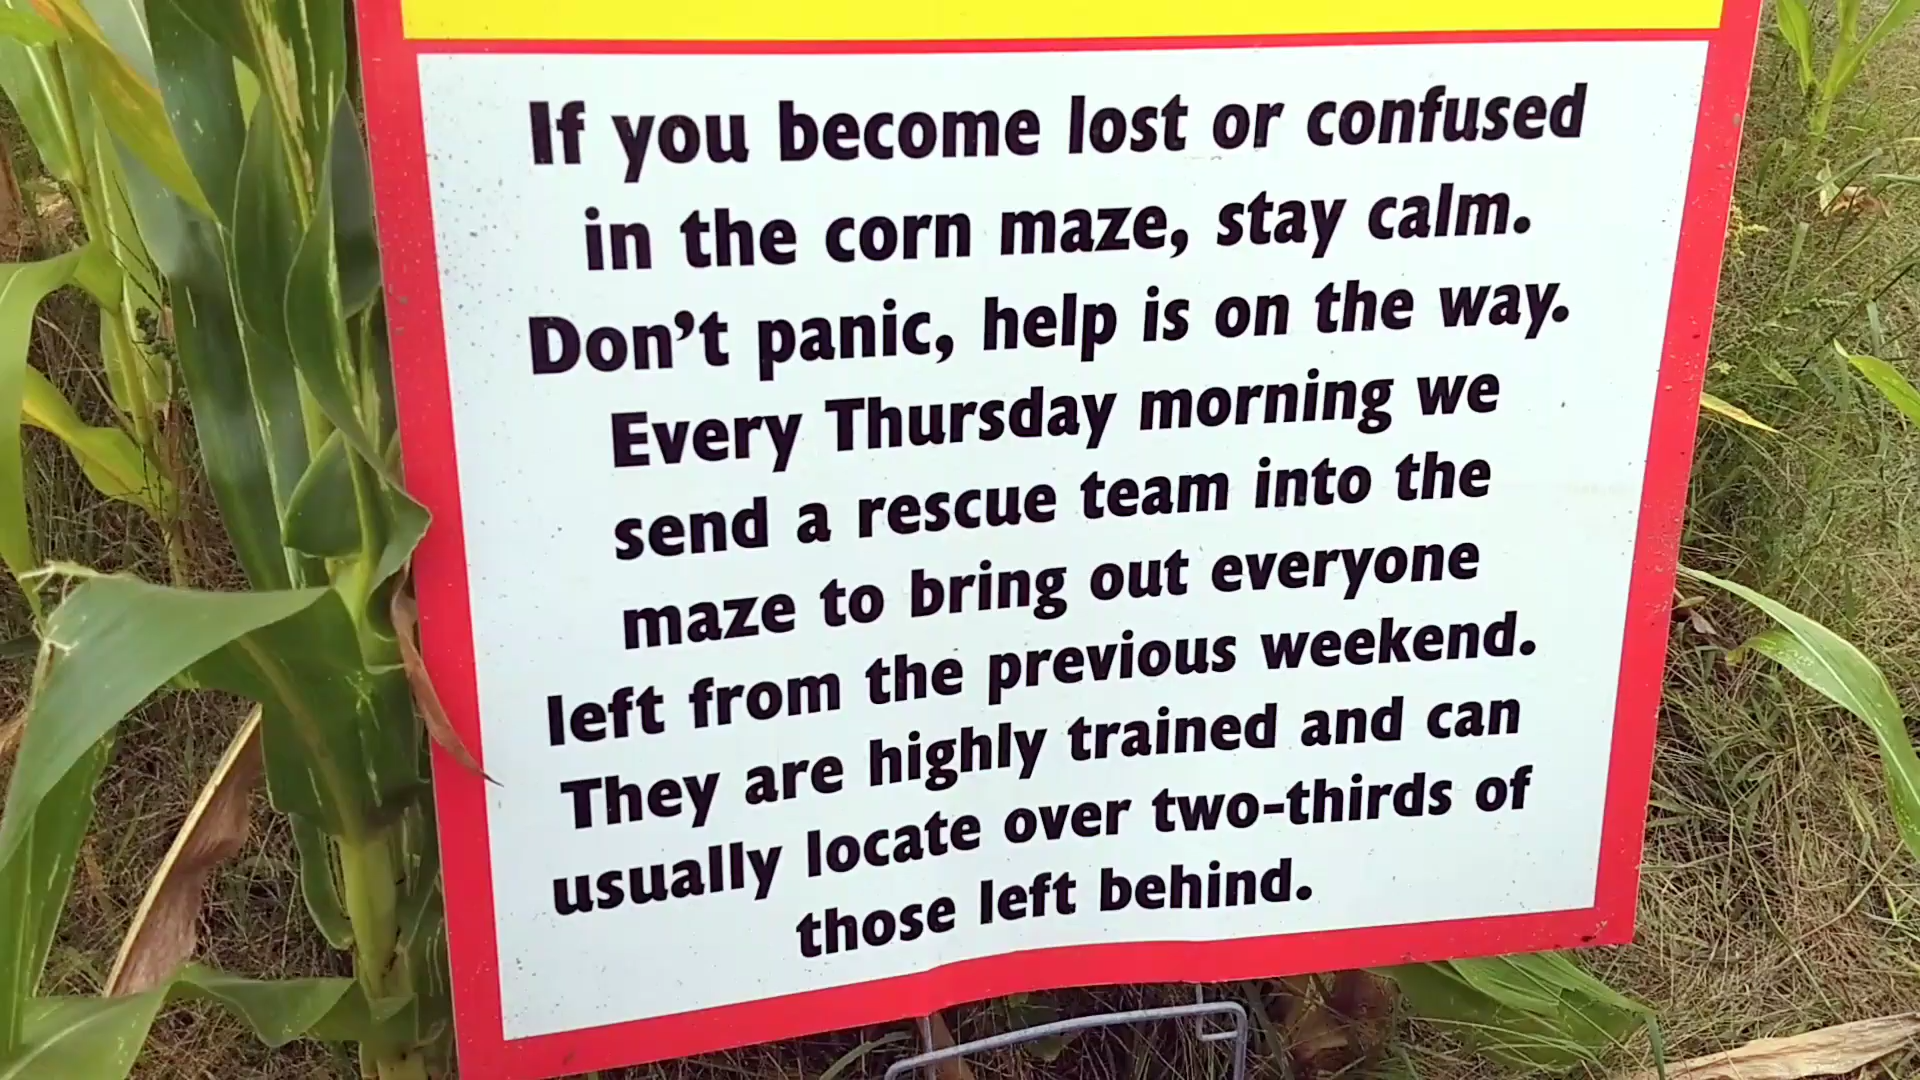 If you become lost or confused
in the corn maze, stay calm.
Don't panic, help is on the way.
Every Thursday morning we
send a rescue team into the
maze to bring out everyone
left from the previous weekend.
They are highly trained and can
usually locate over two-thirds of
those left behind.